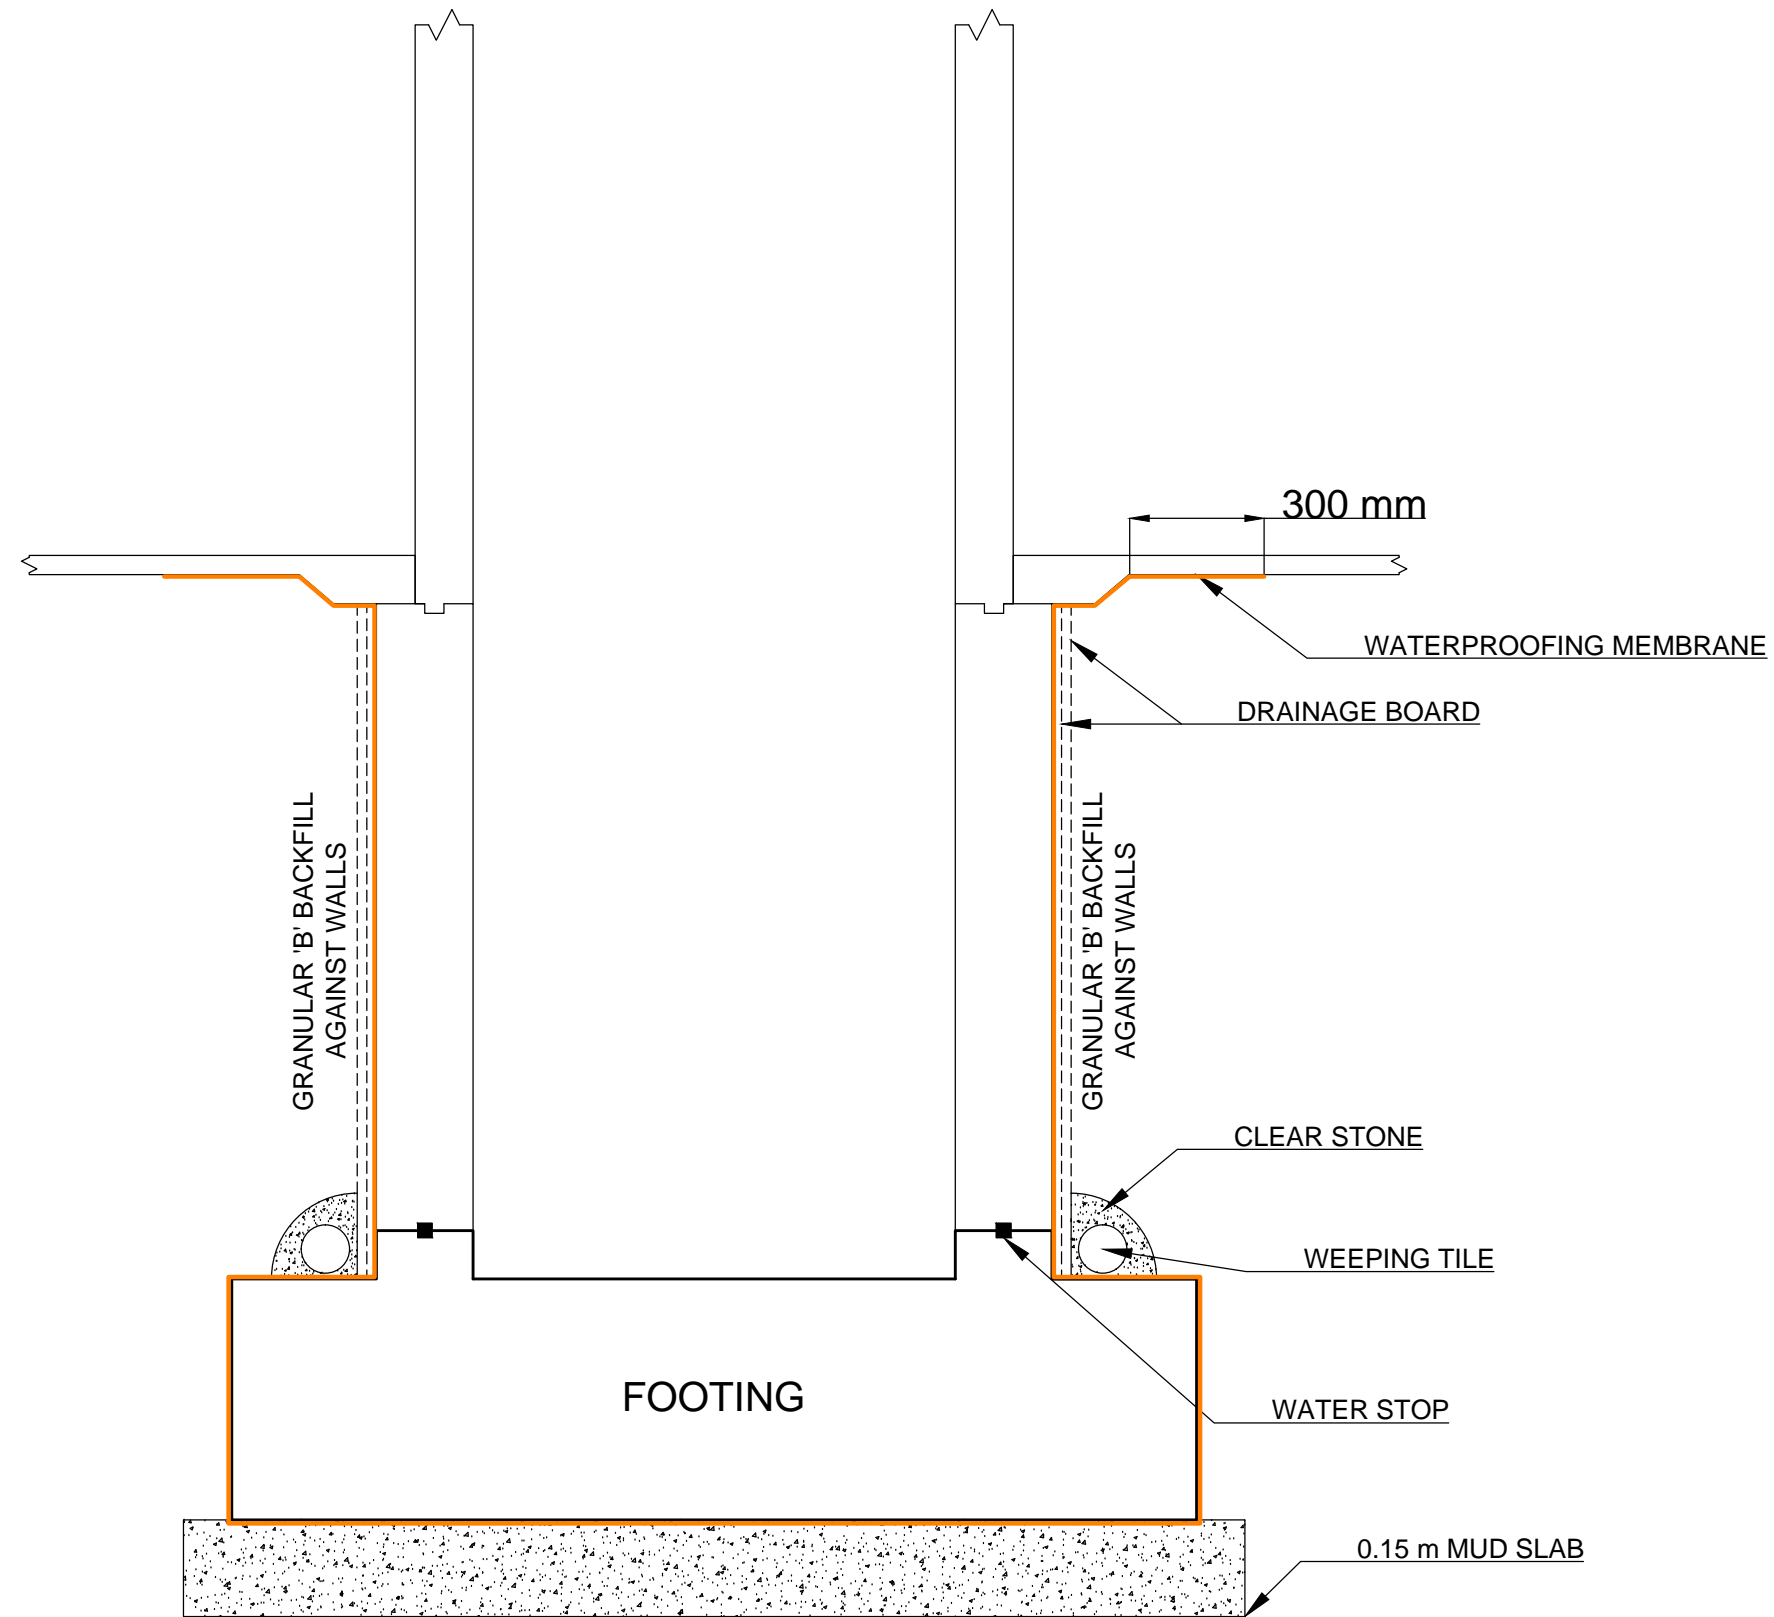 300 mm
WATERPROOFING MEMBRANE
DRAINAGE BOARD
GRANULAR 'B' BACKFILL
AGAINST WALLS
GRANULAR 'B' BACKFILL
AGAINST WALLS
CLEAR STONE
WEEPING TILE
FOOTING
WATER STOP
0.15 m MUD SLAB